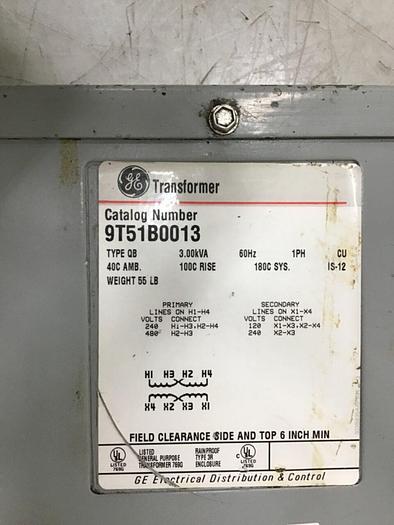 GE Transformer
Catalog Number
9T51B0013
TYPE QB 3.00kVA 60Hz 1PH CU
40C AMB. 100C RISE 180C SYS. IS-12
WEIGHT 55 LB
PRIMARY SECONDARY
LINES ON H1-H4 LINES ON X1-X4
VOLTS CONNECT VOLTS CONNECT
240 H1-H3,H2-H4 120 X1-X3,X2-X4
480 H2-H3 240 X2-X3
H1 H3 H2 H4
X4 X2 X3 X1
FIELD CLEARANCE SIDE AND TOP 6 INCH MIN
UL LISTED LISTED GENERAL PURPOSE TRANSFORMER 769G RAINPROOF TYPE 3R ENCLOSURE C UL LISTED 769G
GE Electrical Distribution & Control